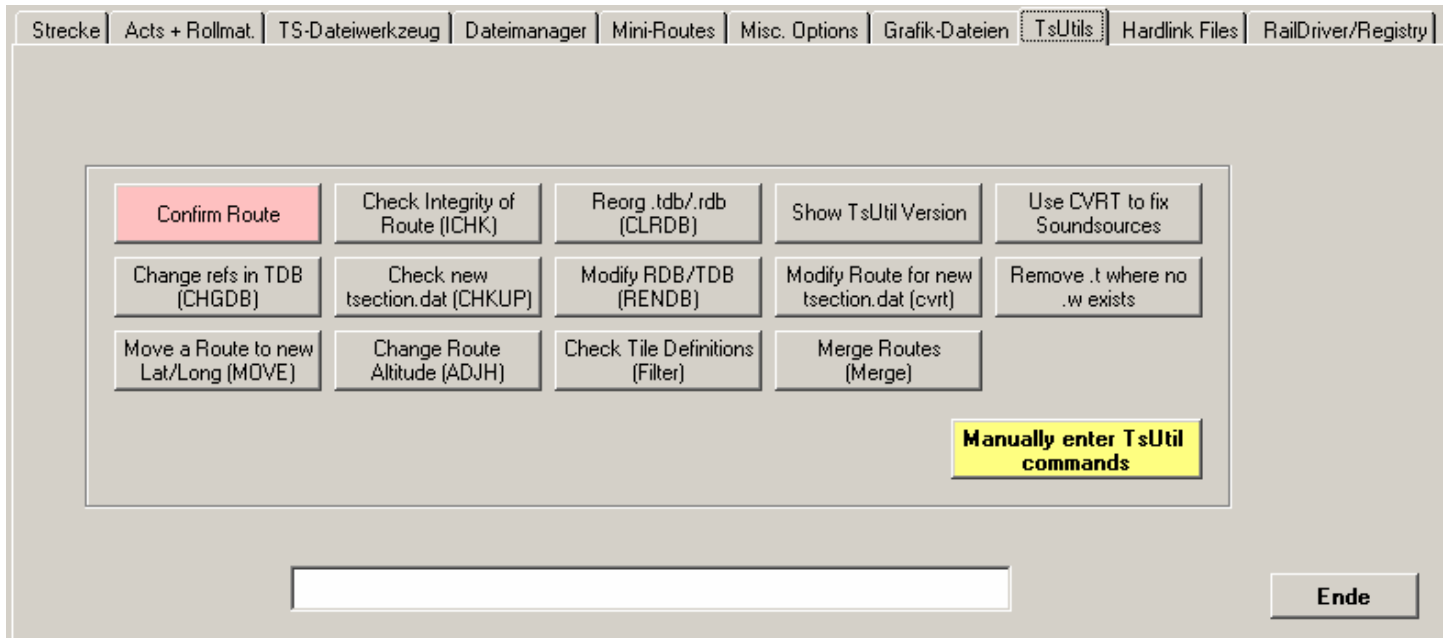 Strecke Acts + Rollmat. TS-Dateiwerkzeug Dateimanager Mini-Routes Misc. Options Grafik-Dateien TsUtils Hardlink Files RailDriver/Registry
Confirm Route
Check Integrity of
Route (ICHK)
Reorg .tdb/.rdb
(CLRDB)
Show TsUtil Version
Use CVRT to fix
Soundsources
Change refs in TDB
(CHGDB)
Check new
tsection.dat (CHKUP)
Modify RDB/TDB
(RENDB)
Modify Route for new
tsection.dat (cvrt)
Remove .t where no
.w exists
Move a Route to new
Lat/Long (MOVE)
Change Route
Altitude (ADJH)
Check Tile Definitions
(Filter)
Merge Routes
(Merge)
Manually enter TsUtil
commands
Ende